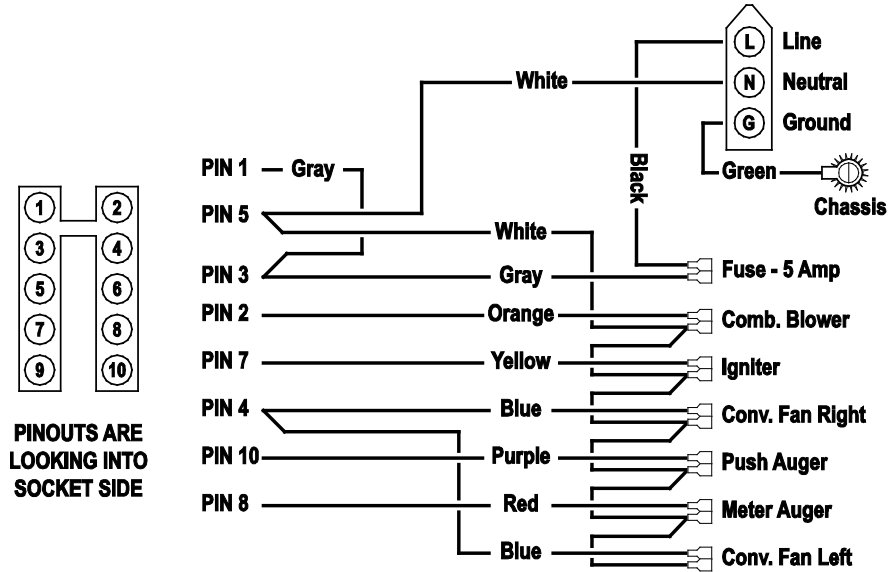 L Line
White N Neutral
G Ground
PIN 1 Gray
Black
Green
Chassis
1 2
PIN 5
3 4
White
PIN 3 Gray Fuse - 5 Amp
5 6
PIN 2 Orange Comb. Blower
7 8
PIN 7 Yellow Igniter
9 10
PIN 4 Blue Conv. Fan Right
PINOUTS ARE
LOOKING INTO
SOCKET SIDE
PIN 10 Purple Push Auger
PIN 8 Red Meter Auger
Blue Conv. Fan Left